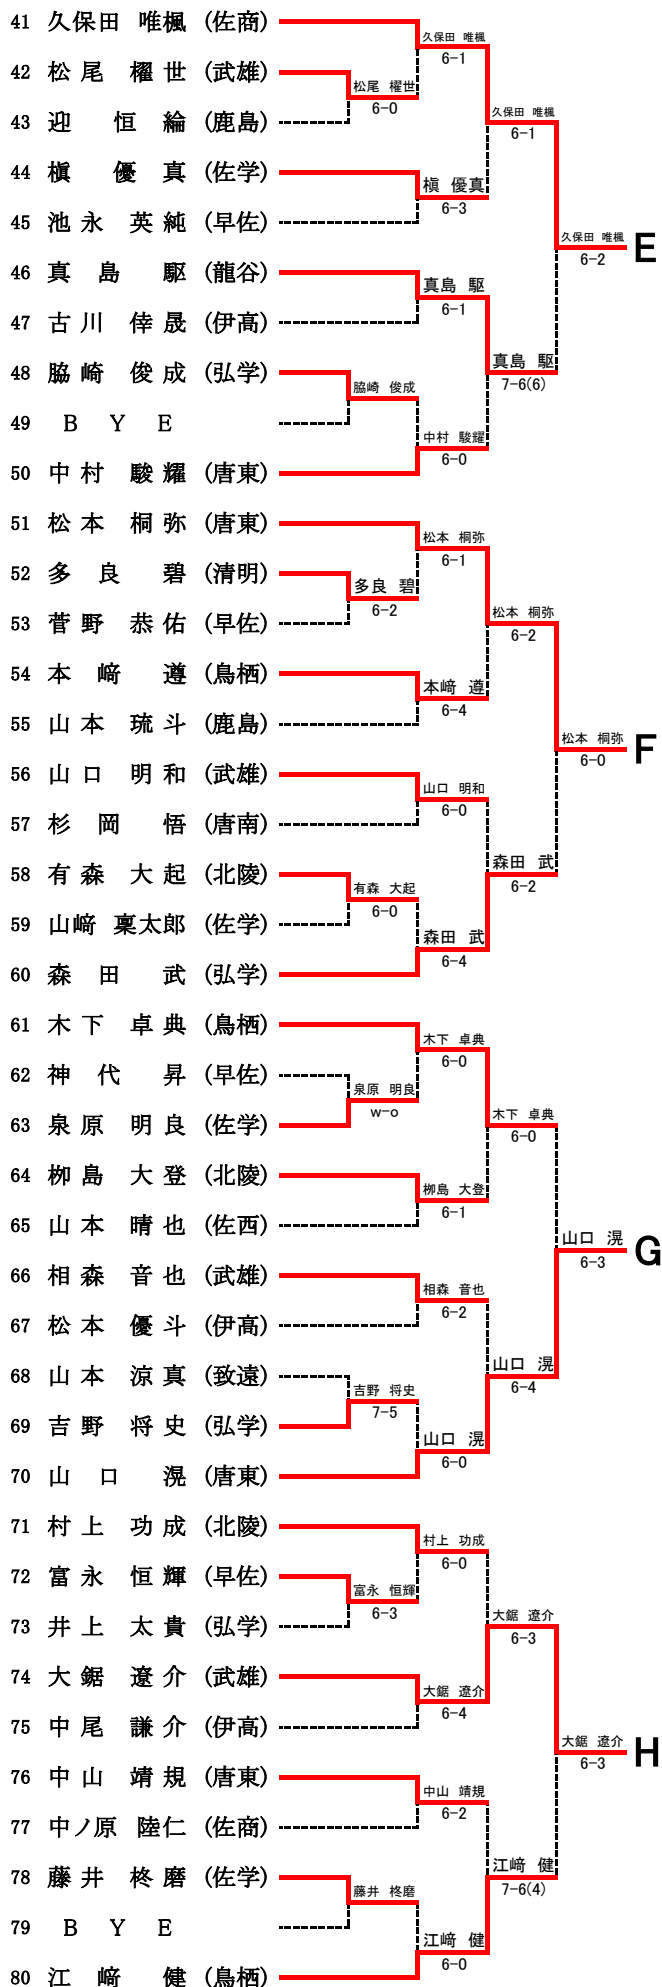 41 久保田 唯楓 (佐商)
久保田 唯楓
6-1
42 松尾 櫂世 (武雄)
松尾 櫂世
6-0
久保田 唯楓
6-1
43 迎 恒綸 (鹿島)
44 槇 優真 (佐学)
槇 優真
6-3
45 池永 英純 (早佐)
久保田 唯楓
6-2
E
46 真島 駆 (龍谷)
真島 駆
6-1
47 古川 倖晟 (伊高)
真島 駆
7-6(6)
48 脇崎 俊成 (弘学)
脇崎 俊成
49 BYE
中村 駿耀
6-0
50 中村 駿耀 (唐東)
51 松本 桐弥 (唐東)
松本 桐弥
6-1
52 多良 碧 (清明)
多良 碧
6-2
松本 桐弥
6-2
53 菅野 恭佑 (早佐)
54 本﨑 遵 (鳥栖)
本﨑 遵
6-4
55 山本 琉斗 (鹿島)
松本 桐弥
6-0
F
56 山口 明和 (武雄)
山口 明和
6-0
57 杉岡 悟 (唐南)
森田 武
6-2
58 有森 大起 (北陵)
有森 大起
6-0
59 山﨑 稟太郎 (佐学)
森田 武
6-4
60 森田 武 (弘学)
61 木下 卓典 (鳥栖)
木下 卓典
6-0
62 神代 昇 (早佐)
泉原 明良
w-o
木下 卓典
6-0
63 泉原 明良 (佐学)
64 栁島 大登 (北陵)
栁島 大登
6-1
65 山本 晴也 (佐西)
山口 滉
6-3
G
66 相森 音也 (武雄)
相森 音也
6-2
67 松本 優斗 (伊高)
山口 滉
6-4
68 山本 涼真 (致遠)
吉野 将史
7-5
69 吉野 将史 (弘学)
山口 滉
6-0
70 山口 滉 (唐東)
71 村上 功成 (北陵)
村上 功成
6-0
72 富永 恒輝 (早佐)
富永 恒輝
6-3
大鋸 遼介
6-3
73 井上 太貴 (弘学)
74 大鋸 遼介 (武雄)
大鋸 遼介
6-4
75 中尾 謙介 (伊高)
大鋸 遼介
6-3
H
76 中山 靖規 (唐東)
中山 靖規
6-2
77 中ノ原 陸仁 (佐商)
江﨑 健
7-6(4)
78 藤井 柊磨 (佐学)
藤井 柊磨
79 BYE
江﨑 健
6-0
80 江﨑 健 (鳥栖)